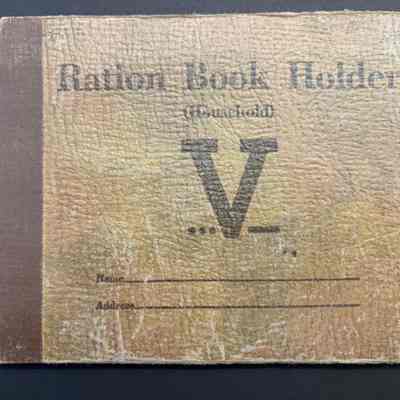 Ration Book Holder
(Household)
V
...—
Name
Address